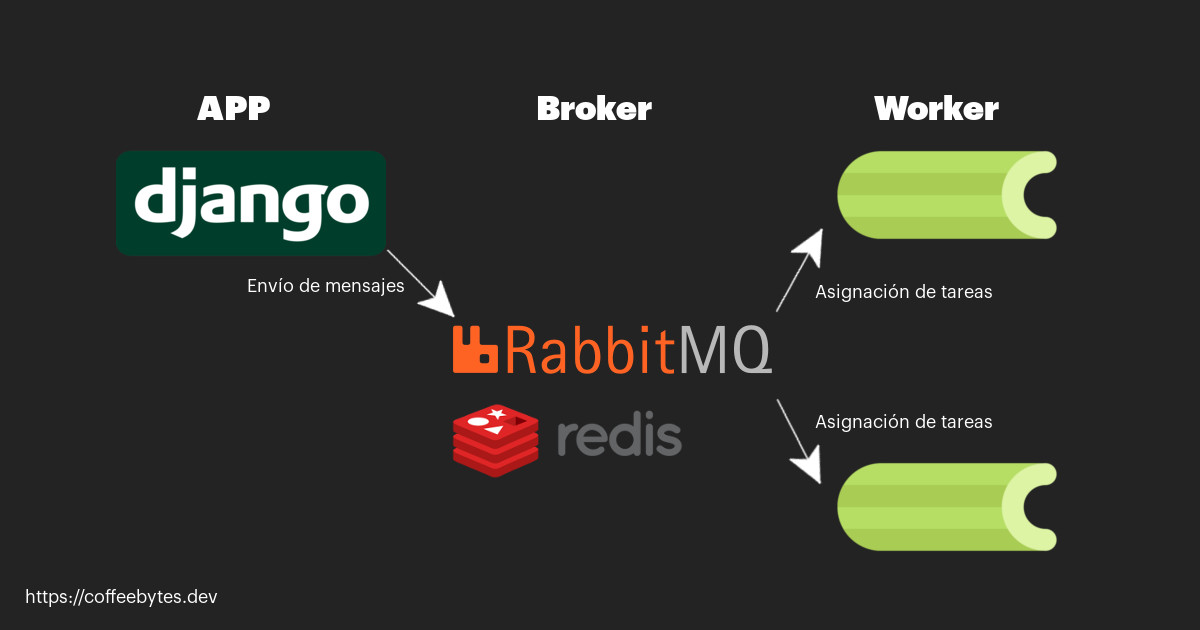 APP
Broker
Worker
django
Envío de mensajes
Asignación de tareas
RabbitMQ
redis
Asignación de tareas
https://coffeebytes.dev